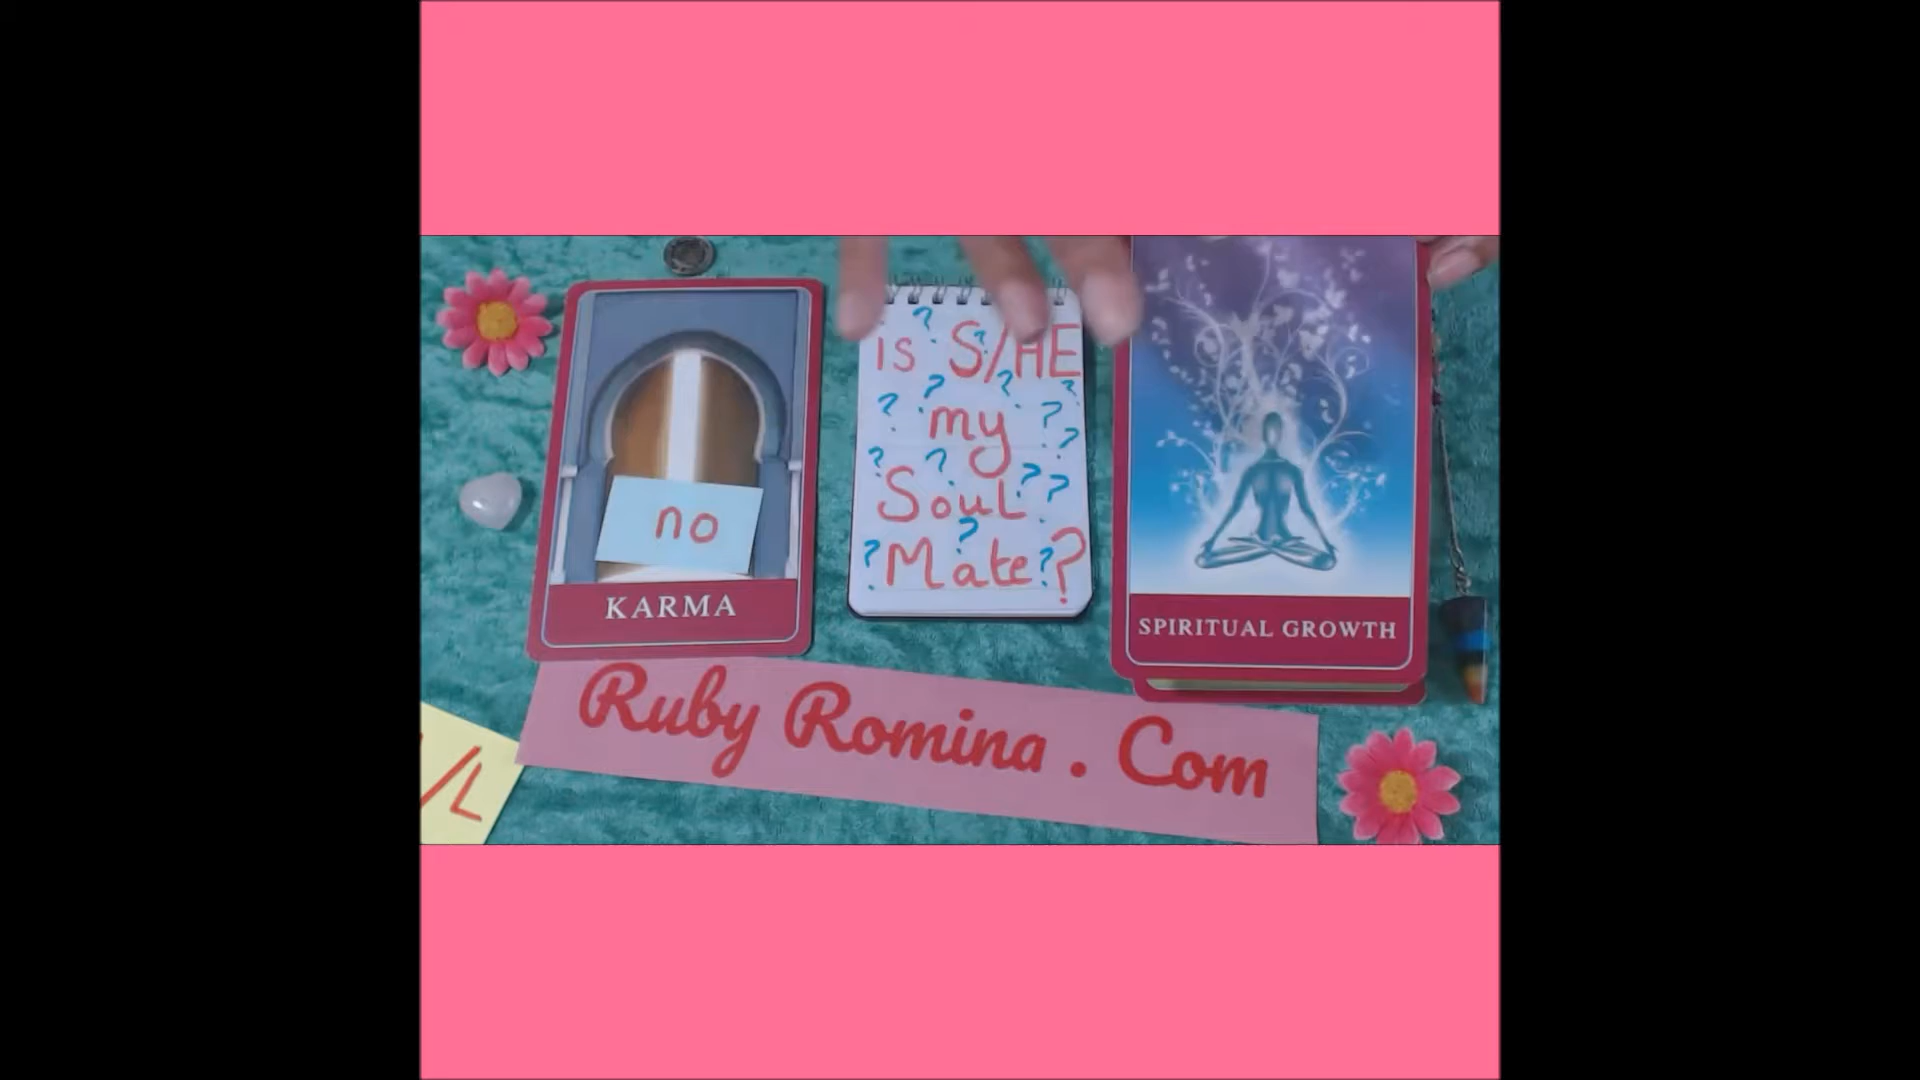 is S/HE
my
Soul
Mate?
no
KARMA
SPIRITUAL GROWTH
Ruby Romina . Com
/L